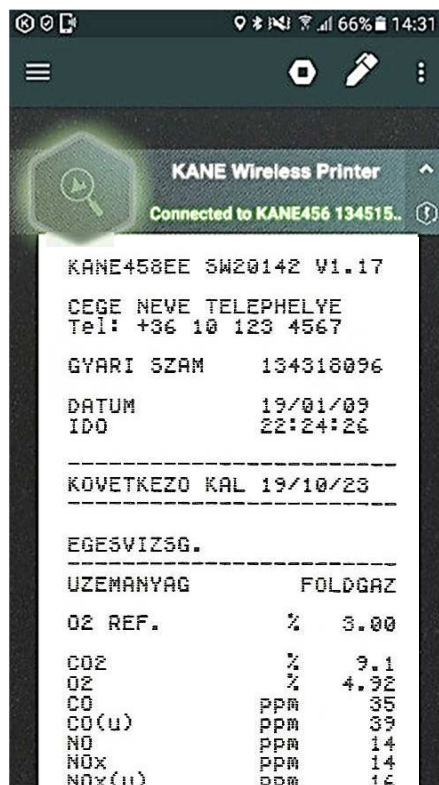 66% 14:31
KANE Wireless Printer
Connected to KANE456 134515..
KANE458EE SW20142 V1.17
CEGE NEVE TELEPHELYE
Tel: +36 10 123 4567
GYARI SZAM 134318096
DATUM 19/01/09
IDO 22:24:26
KOVETKEZO KAL 19/10/23
EGESVIZSG.
UZEMANYAG FOLDGAZ
O2 REF. % 3.00
CO2 % 9.1
O2 % 4.92
CO ppm 35
CO(u) ppm 39
NO ppm 14
NOx ppm 14
NOx(u) ppm 16